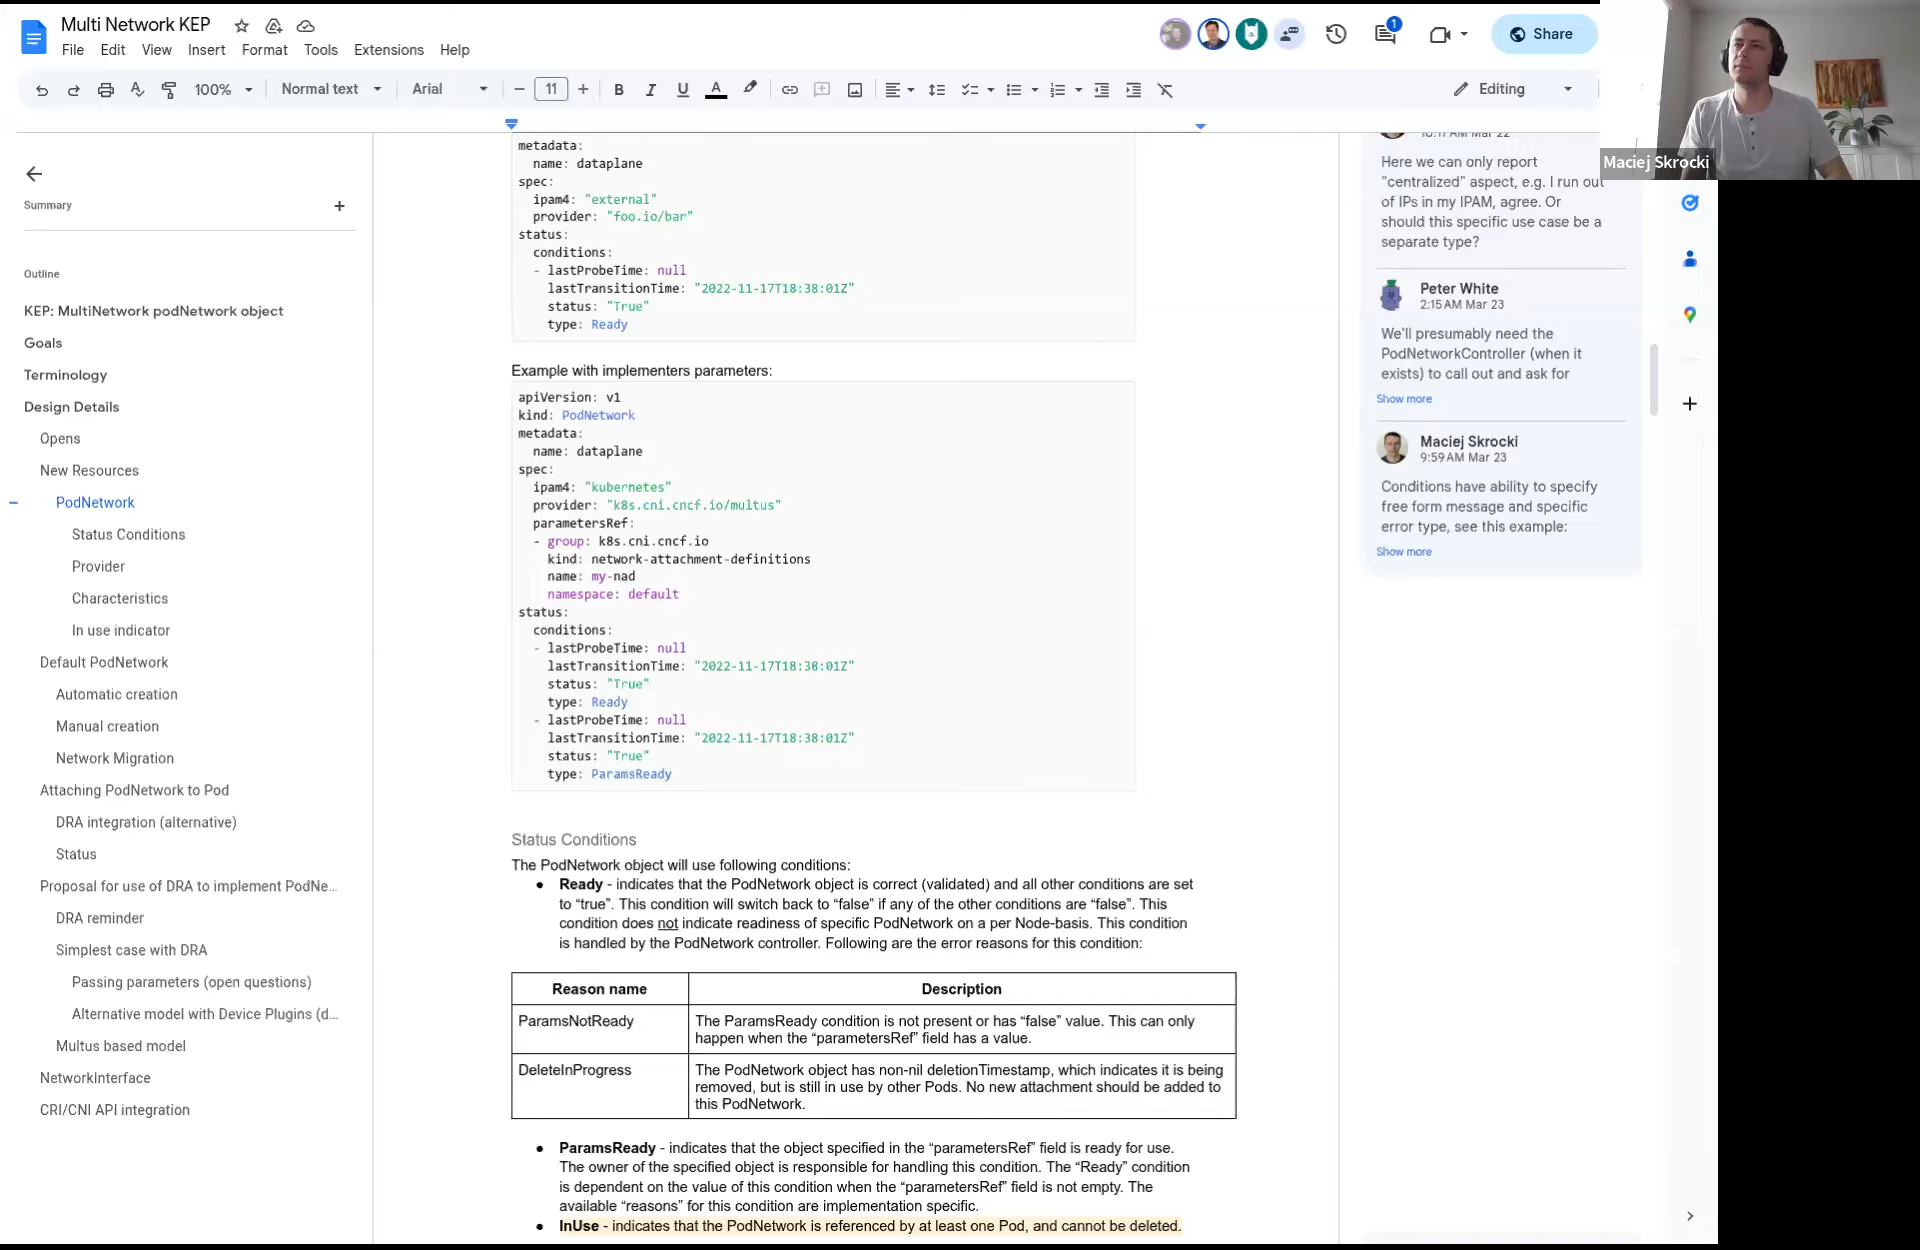 Multi Network KEP
File Edit View Insert Format Tools Extensions Help
1
Share
100% Normal text Arial 11 B I U A Editing
Summary
Outline
KEP: MultiNetwork podNetwork object
Goals
Terminology
Design Details
Opens
New Resources
PodNetwork
Status Conditions
Provider
Characteristics
In use indicator
Default PodNetwork
Automatic creation
Manual creation
Network Migration
Attaching PodNetwork to Pod
DRA integration (alternative)
Status
Proposal for use of DRA to implement PodNe...
DRA reminder
Simplest case with DRA
Passing parameters (open questions)
Alternative model with Device Plugins (d...
Multus based model
NetworkInterface
CRI/CNI API integration
metadata:
name: dataplane
spec:
ipam4: "external"
provider: "foo.io/bar"
status:
conditions:
- lastProbeTime: null
lastTransitionTime: "2022-11-17T18:38:01Z"
status: "True"
type: Ready
Example with implementers parameters:
apiVersion: v1
kind: PodNetwork
metadata:
name: dataplane
spec:
ipam4: "kubernetes"
provider: "k8s.cni.cncf.io/multus"
parametersRef:
- group: k8s.cni.cncf.io
kind: network-attachment-definitions
name: my-nad
namespace: default
status:
conditions:
- lastProbeTime: null
lastTransitionTime: "2022-11-17T18:38:01Z"
status: "True"
type: Ready
- lastProbeTime: null
lastTransitionTime: "2022-11-17T18:38:01Z"
status: "True"
type: ParamsReady
Status Conditions
The PodNetwork object will use following conditions:
● Ready - indicates that the PodNetwork object is correct (validated) and all other conditions are set
to “true”. This condition will switch back to “false” if any of the other conditions are “false”. This
condition does not indicate readiness of specific PodNetwork on a per Node-basis. This condition
is handled by the PodNetwork controller. Following are the error reasons for this condition:
Reason name Description
ParamsNotReady The ParamsReady condition is not present or has “false” value. This can only
happen when the “parametersRef” field has a value.
DeleteInProgress The PodNetwork object has non-nil deletionTimestamp, which indicates it is being
removed, but is still in use by other Pods. No new attachment should be added to
this PodNetwork.
● ParamsReady - indicates that the object specified in the “parametersRef” field is ready for use.
The owner of the specified object is responsible for handling this condition. The “Ready” condition
is dependent on the value of this condition when the “parametersRef” field is not empty. The
available “reasons” for this condition are implementation specific.
● InUse - indicates that the PodNetwork is referenced by at least one Pod, and cannot be deleted.
10:17 AM Mar 22
Here we can only report
"centralized" aspect, e.g. I run out
of IPs in my IPAM, agree. Or
should this specific use case be a
separate type?
Peter White
2:15 AM Mar 23
We'll presumably need the
PodNetworkController (when it
exists) to call out and ask for
Show more
Maciej Skrocki
9:59 AM Mar 23
Conditions have ability to specify
free form message and specific
error type, see this example:
Show more
Maciej Skrocki